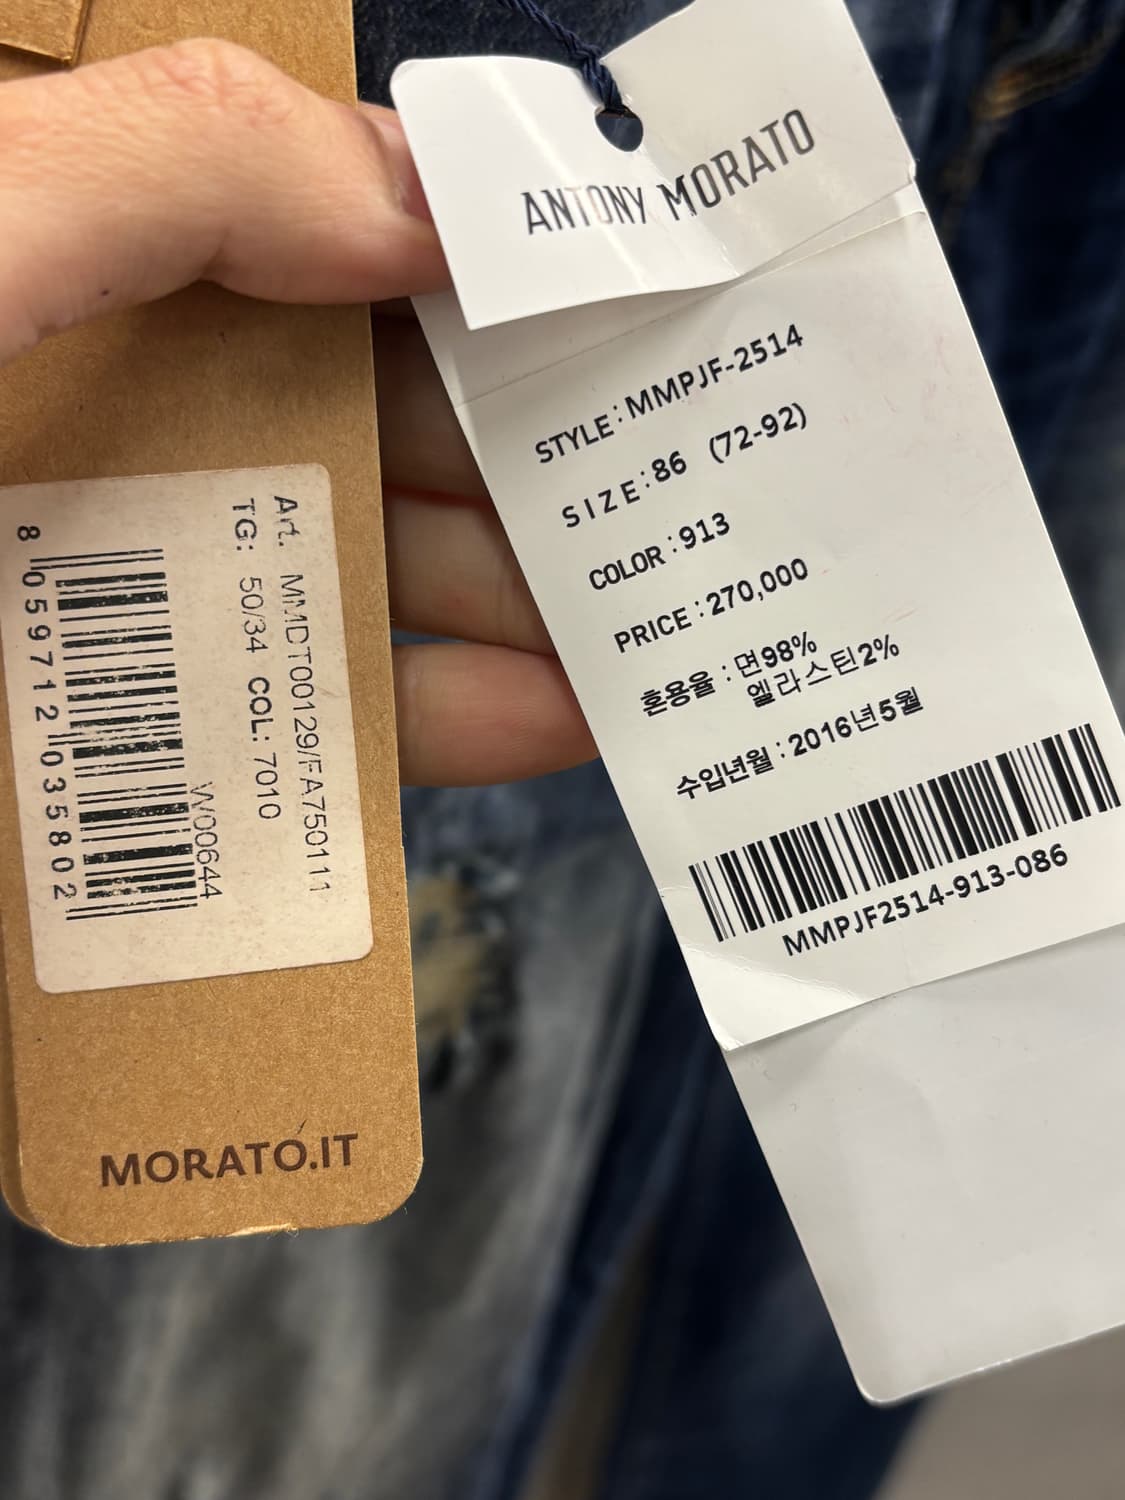 ANTONY MORATO
STYLE : MMPJF-2514
SIZE : 86 (72-92)
COLOR : 913
PRICE : 270,000
혼용율 : 면98%
엘라스틴2%
수입년월 : 2016년5월
MMPJF2514-913-086
Art. MMDT00129/FA750111
TG: 50/34 COL: 7010
W00644
8 059712 035802
MORATO.IT